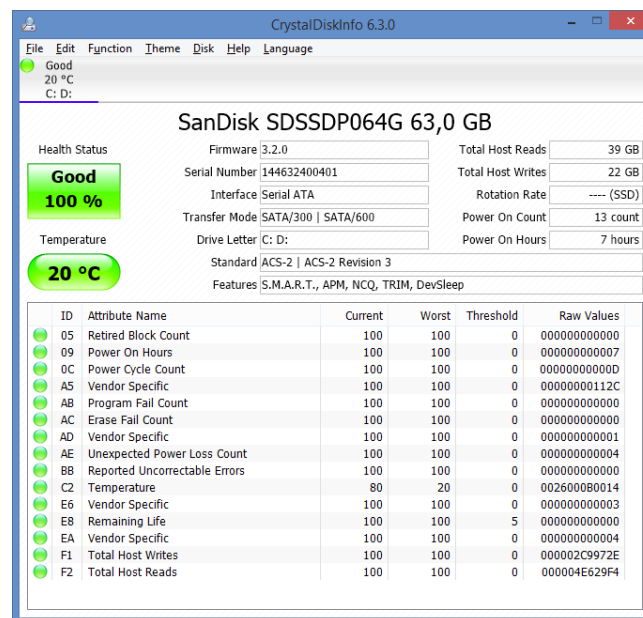 CrystalDiskInfo 6.3.0
File Edit Function Theme Disk Help Language
Good
20 °C
C: D:
SanDisk SDSSDP064G 63,0 GB
Health Status
Good
100 %
Temperature
20 °C
Firmware 3.2.0
Serial Number 144632400401
Interface Serial ATA
Transfer Mode SATA/300 | SATA/600
Drive Letter C: D:
Standard ACS-2 | ACS-2 Revision 3
Features S.M.A.R.T., APM, NCQ, TRIM, DevSleep
Total Host Reads 39 GB
Total Host Writes 22 GB
Rotation Rate ---- (SSD)
Power On Count 13 count
Power On Hours 7 hours
ID Attribute Name Current Worst Threshold Raw Values
05 Retired Block Count 100 100 0 000000000000
09 Power On Hours 100 100 0 000000000007
0C Power Cycle Count 100 100 0 00000000000D
A5 Vendor Specific 100 100 0 00000000112C
AB Program Fail Count 100 100 0 000000000000
AC Erase Fail Count 100 100 0 000000000000
AD Vendor Specific 100 100 0 000000000001
AE Unexpected Power Loss Count 100 100 0 000000000004
BB Reported Uncorrectable Errors 100 100 0 000000000000
C2 Temperature 80 20 0 0026000B0014
E6 Vendor Specific 100 100 0 000000000003
E8 Remaining Life 100 100 5 000000000000
EA Vendor Specific 100 100 0 000000000004
F1 Total Host Writes 100 100 0 000002C9972E
F2 Total Host Reads 100 100 0 000004E629F4